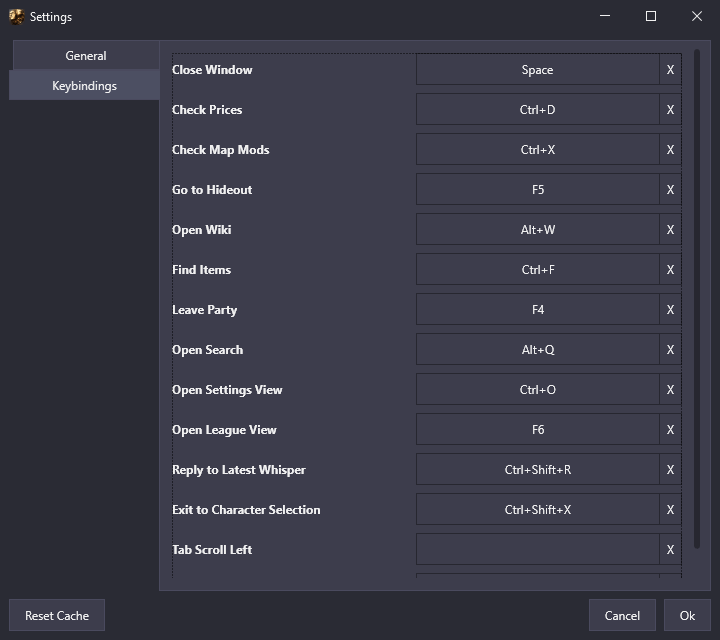 Settings
General
Keybindings
Close Window Space X
Check Prices Ctrl+D X
Check Map Mods Ctrl+X X
Go to Hideout F5 X
Open Wiki Alt+W X
Find Items Ctrl+F X
Leave Party F4 X
Open Search Alt+Q X
Open Settings View Ctrl+O X
Open League View F6 X
Reply to Latest Whisper Ctrl+Shift+R X
Exit to Character Selection Ctrl+Shift+X X
Tab Scroll Left X
Reset Cache Cancel Ok